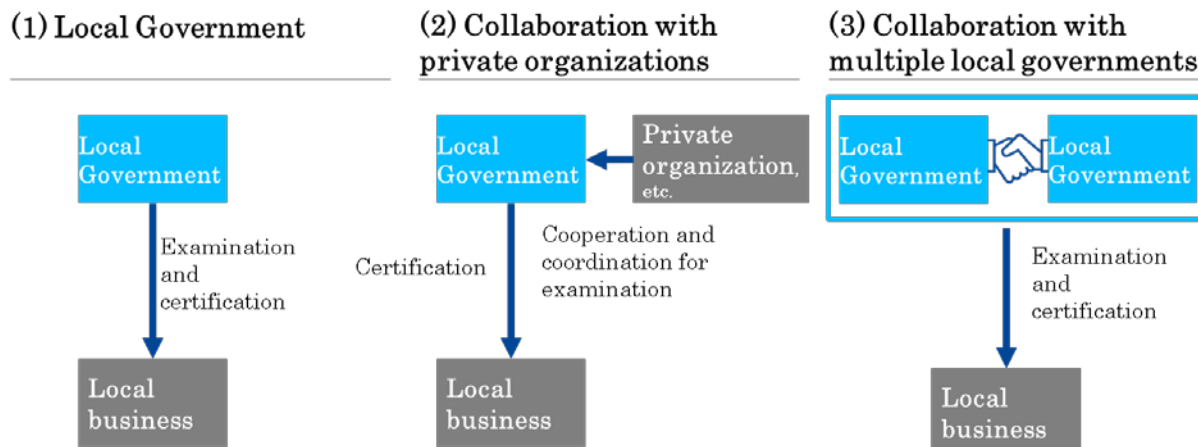 (1) Local Government
Local
Government
Examination
and
certification
Local
business
(2) Collaboration with
private organizations
Local
Government
Private
organization,
etc.
Certification
Cooperation and
coordination for
examination
Local
business
(3) Collaboration with
multiple local governments
Local
Government
Local
Government
Examination
and
certification
Local
business